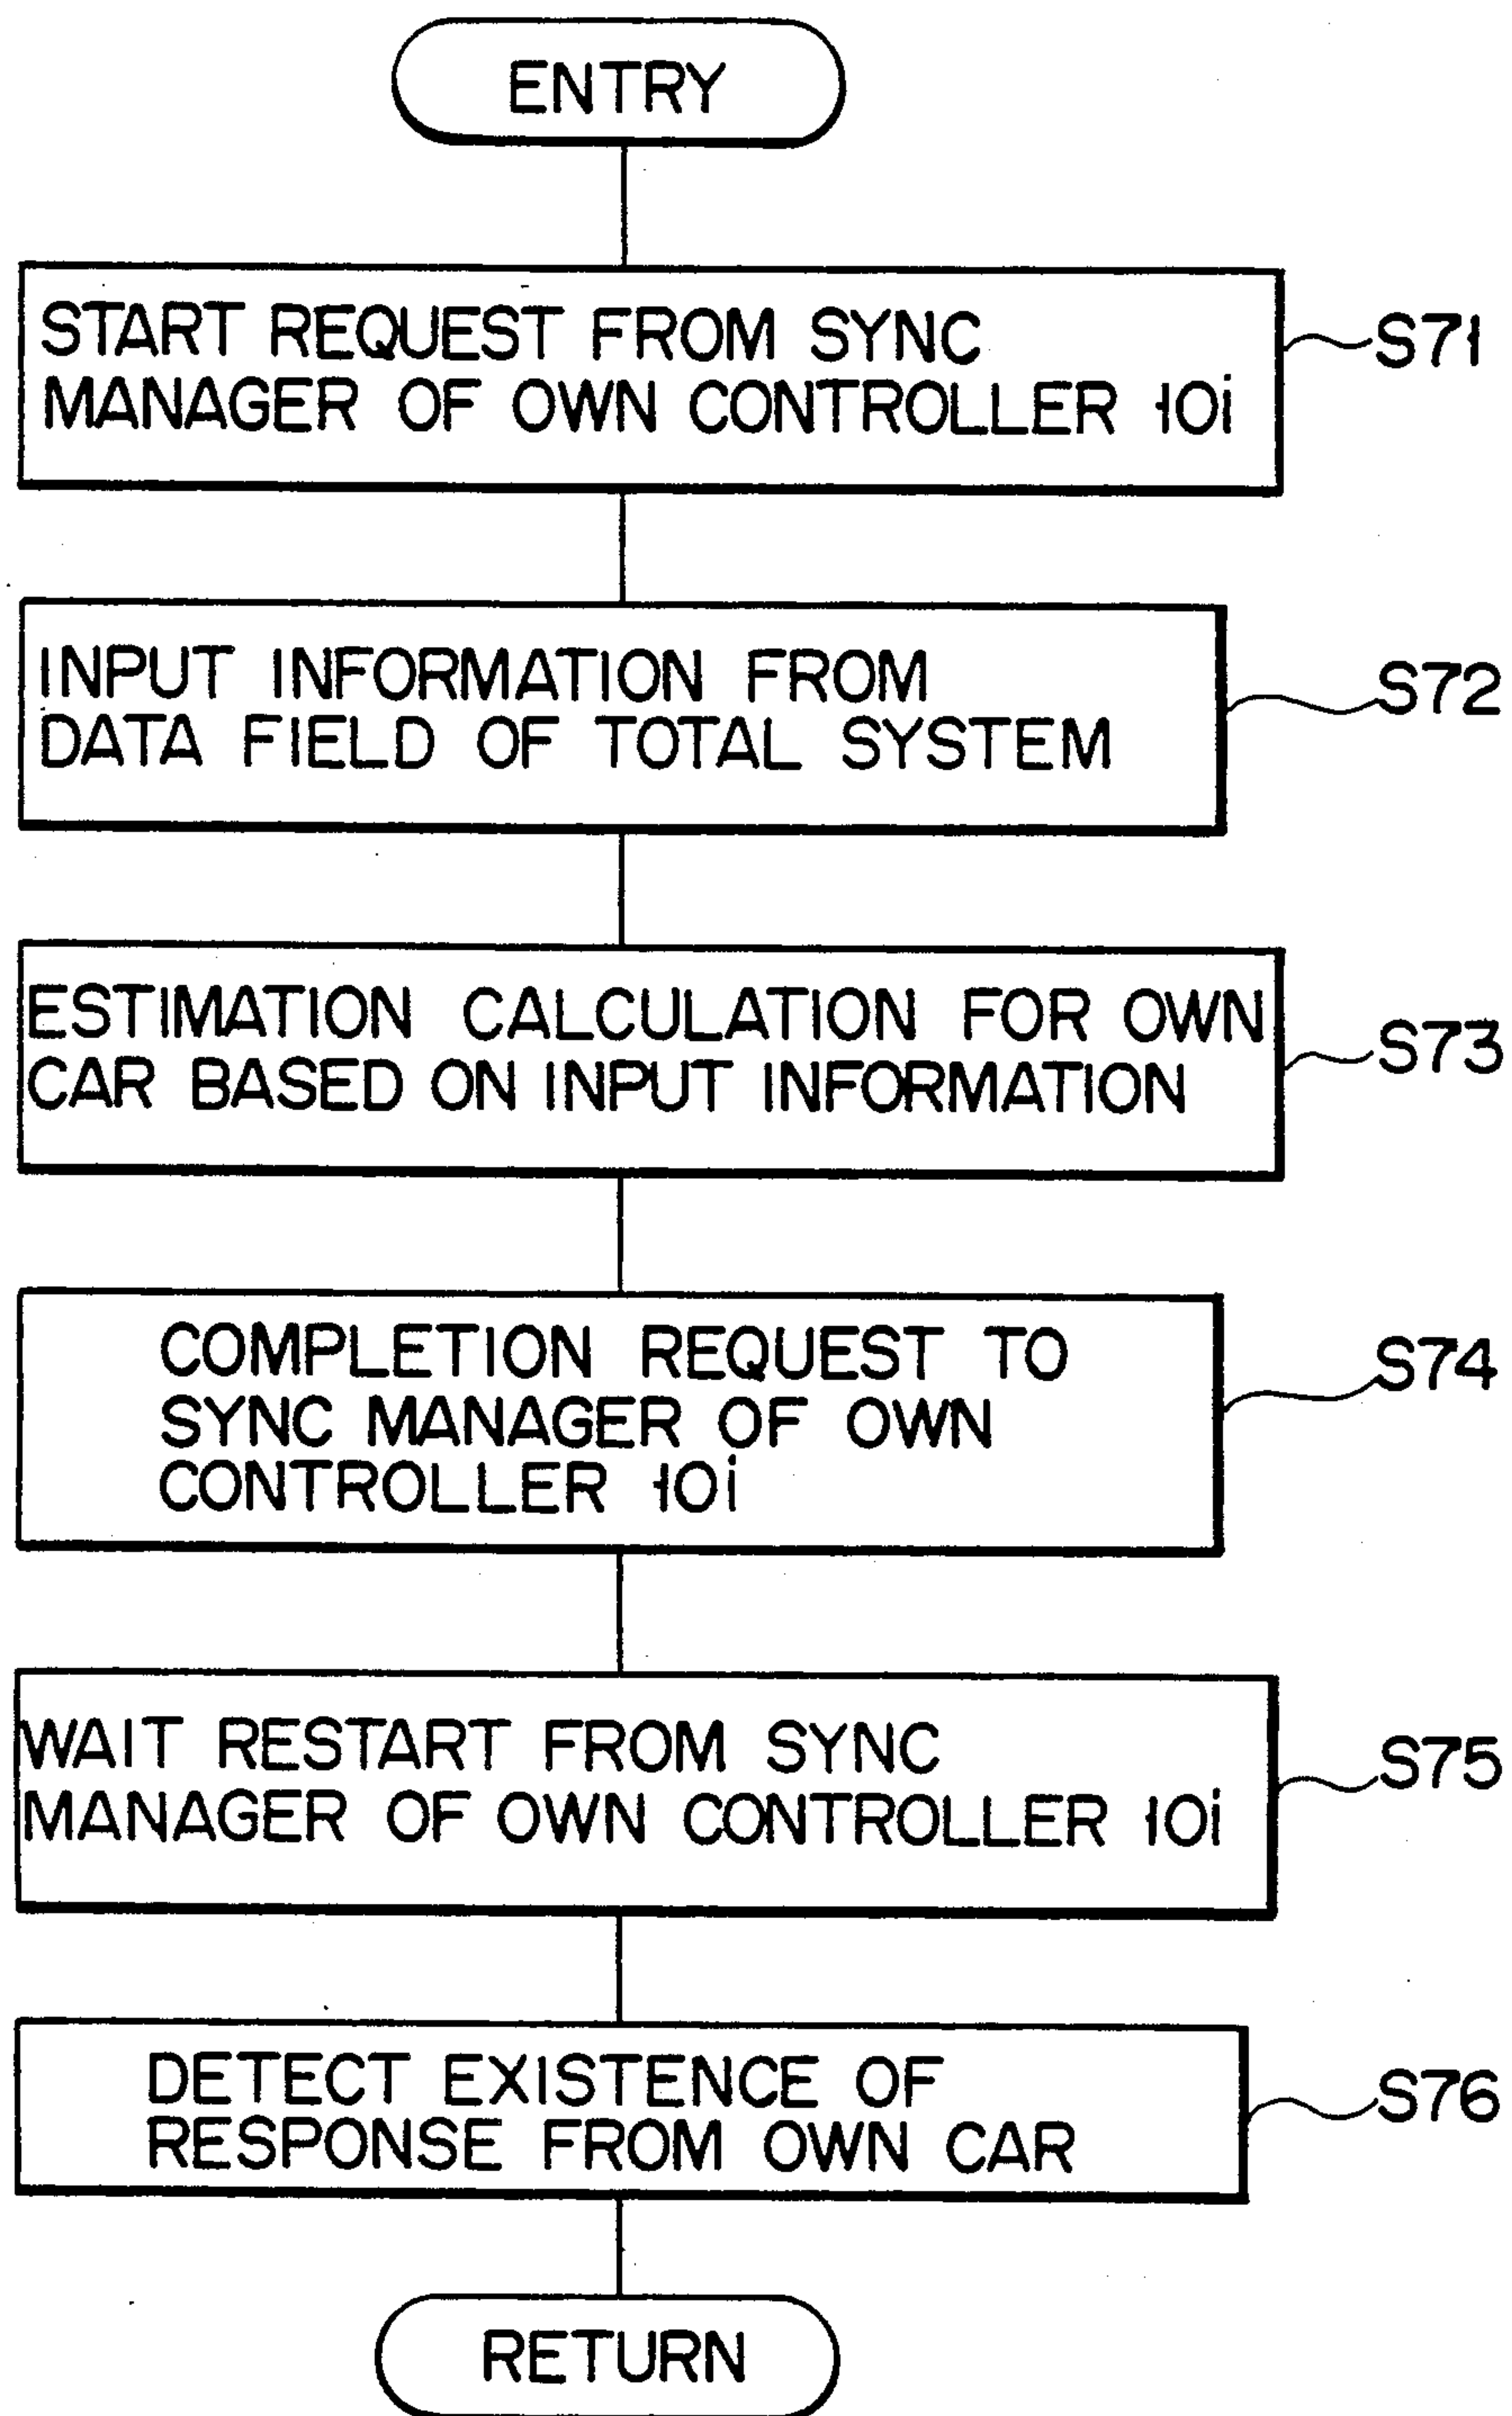 ENTRY
START REQUEST FROM SYNC
MANAGER OF OWN CONTROLLER 10i
S71
INPUT INFORMATION FROM
DATA FIELD OF TOTAL SYSTEM
S72
ESTIMATION CALCULATION FOR OWN
CAR BASED ON INPUT INFORMATION
S73
COMPLETION REQUEST TO
SYNC MANAGER OF OWN
CONTROLLER 10i
S74
WAIT RESTART FROM SYNC
MANAGER OF OWN CONTROLLER 10i
S75
DETECT EXISTENCE OF
RESPONSE FROM OWN CAR
S76
RETURN